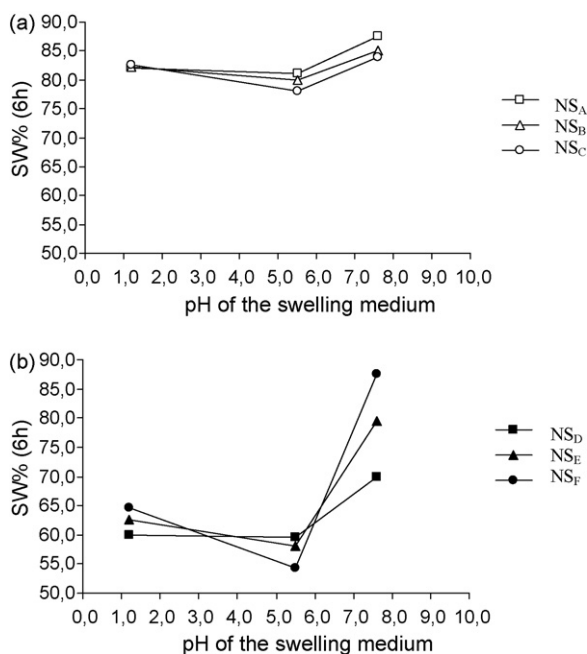 (a)
90,0
85,0
80,0
75,0
70,0
65,0
60,0
55,0
50,0
SW% (6h)
0,0 1,0 2,0 3,0 4,0 5,0 6,0 7,0 8,0 9,0 10,0
pH of the swelling medium
NSA
NSB
NSC
(b)
90,0
85,0
80,0
75,0
70,0
65,0
60,0
55,0
50,0
SW% (6h)
0,0 1,0 2,0 3,0 4,0 5,0 6,0 7,0 8,0 9,0 10,0
pH of the swelling medium
NSD
NSE
NSF